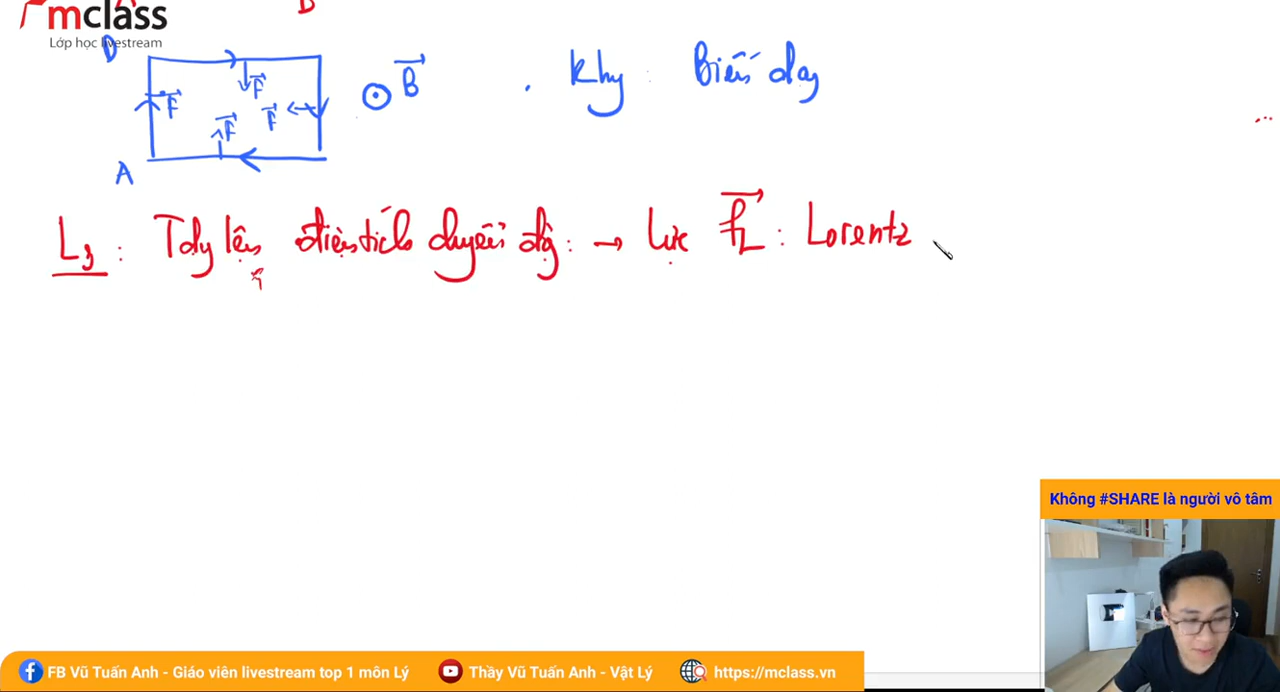 mclass
Lớp học livestream
D
F
F
F
F
B
A
khung biến dạng
L3: T dụng lên điện tích chuyển động: → lực fL: Lorentz
Không #SHARE là người vô tâm
FB Vũ Tuấn Anh - Giáo viên livestream top 1 môn Lý
Thầy Vũ Tuấn Anh - Vật Lý
https://mclass.vn